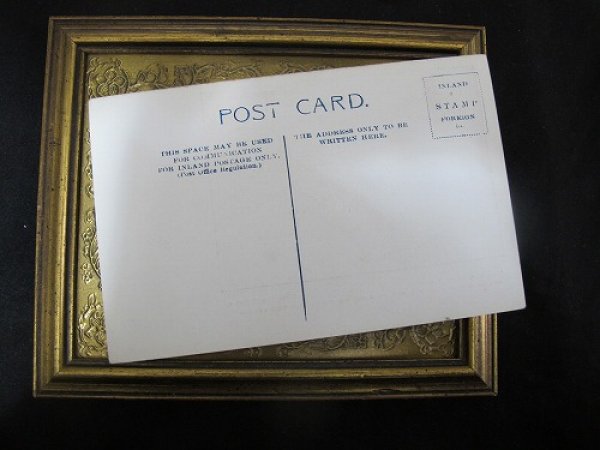 POST CARD.
THIS SPACE MAY BE USED
FOR COMMUNICATION
FOR INLAND POSTAGE ONLY.
(Post Office Regulation.)
THE ADDRESS ONLY TO BE
WRITTEN HERE.
INLAND
STAMP
FOREIGN